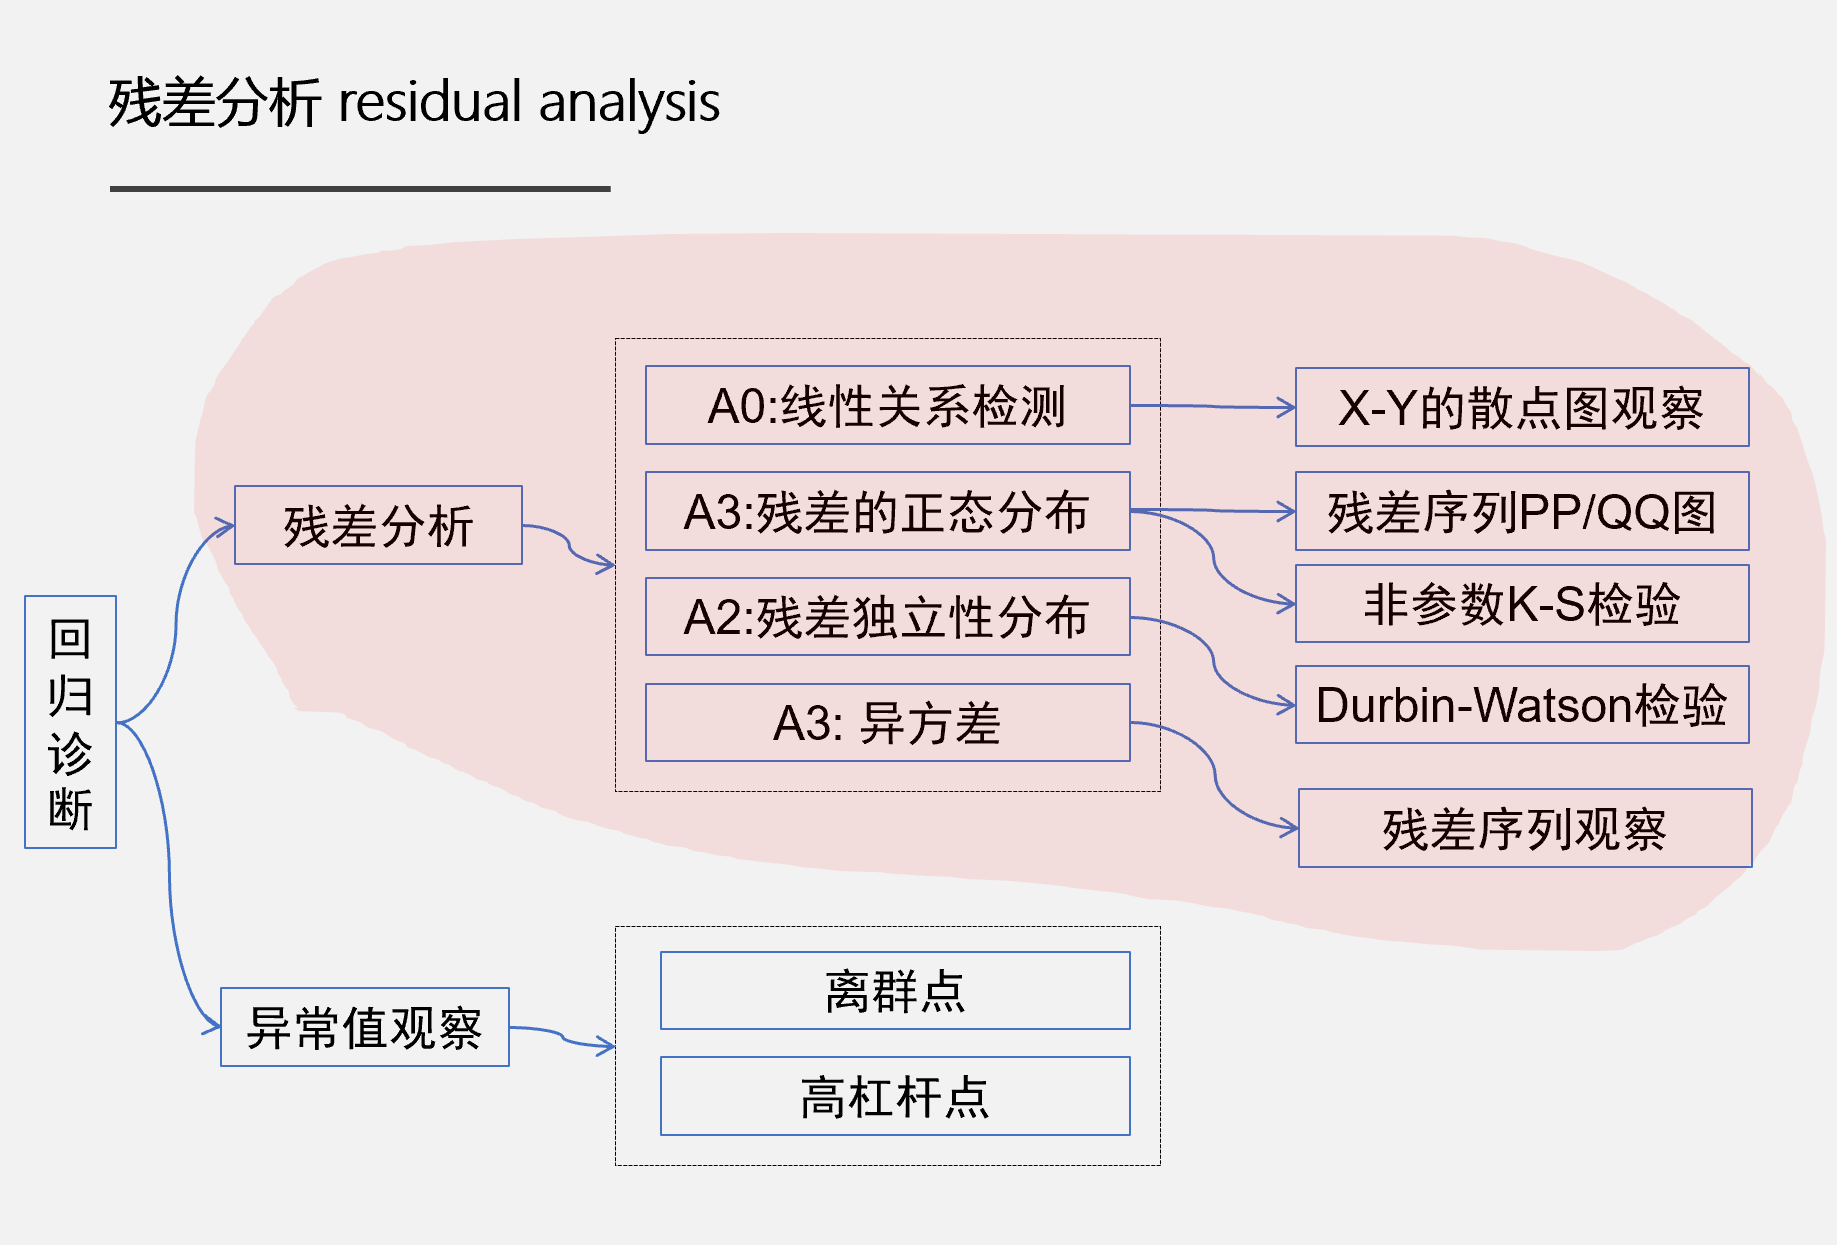 残差分析 residual analysis
回归诊断
残差分析
A0:线性关系检测
A3:残差的正态分布
A2:残差独立性分布
A3: 异方差
X-Y的散点图观察
残差序列PP/QQ图
非参数K-S检验
Durbin-Watson检验
残差序列观察
异常值观察
离群点
高杠杆点